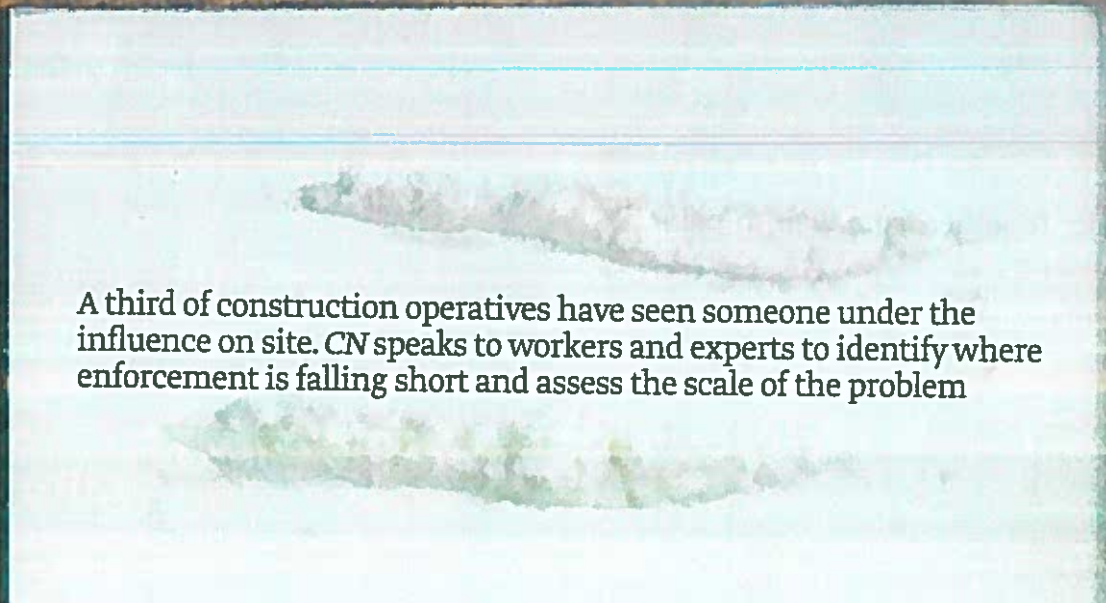 A third of construction operatives have seen someone under the
influence on site. CN speaks to workers and experts to identify where
enforcement is falling short and assess the scale of the problem